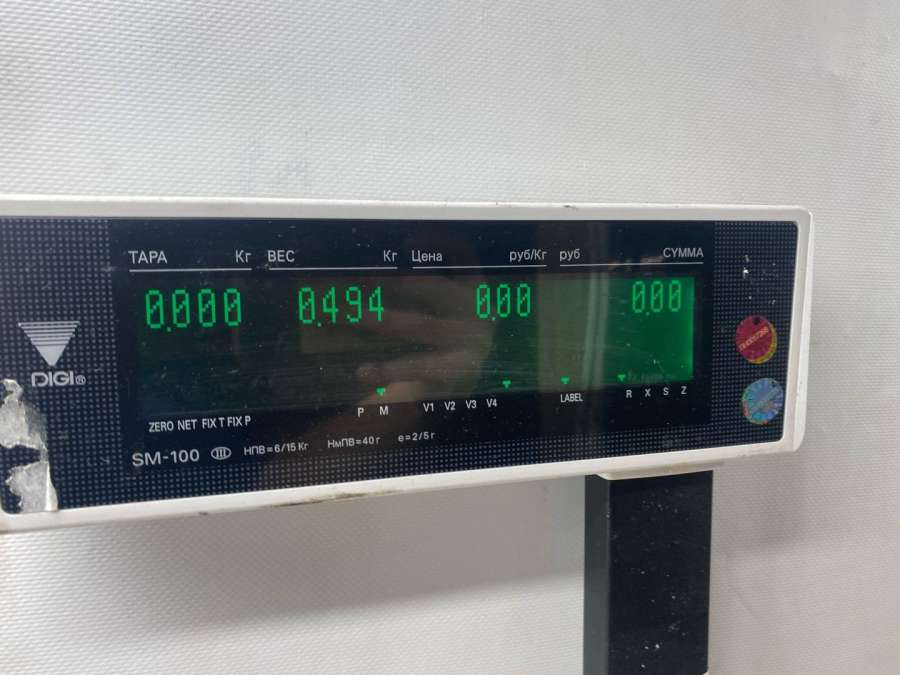 ТАРА Кг ВЕС Кг Цена руб/Кг руб СУММА
0.000 0.494 0.00 0.00
DIGI®
P M V1 V2 V3 V4 LABEL R X S Z
ZERO NET FIX T FIX P
SM-100 III НПВ=6/15 Кг НмПВ=40 г e=2/5 г